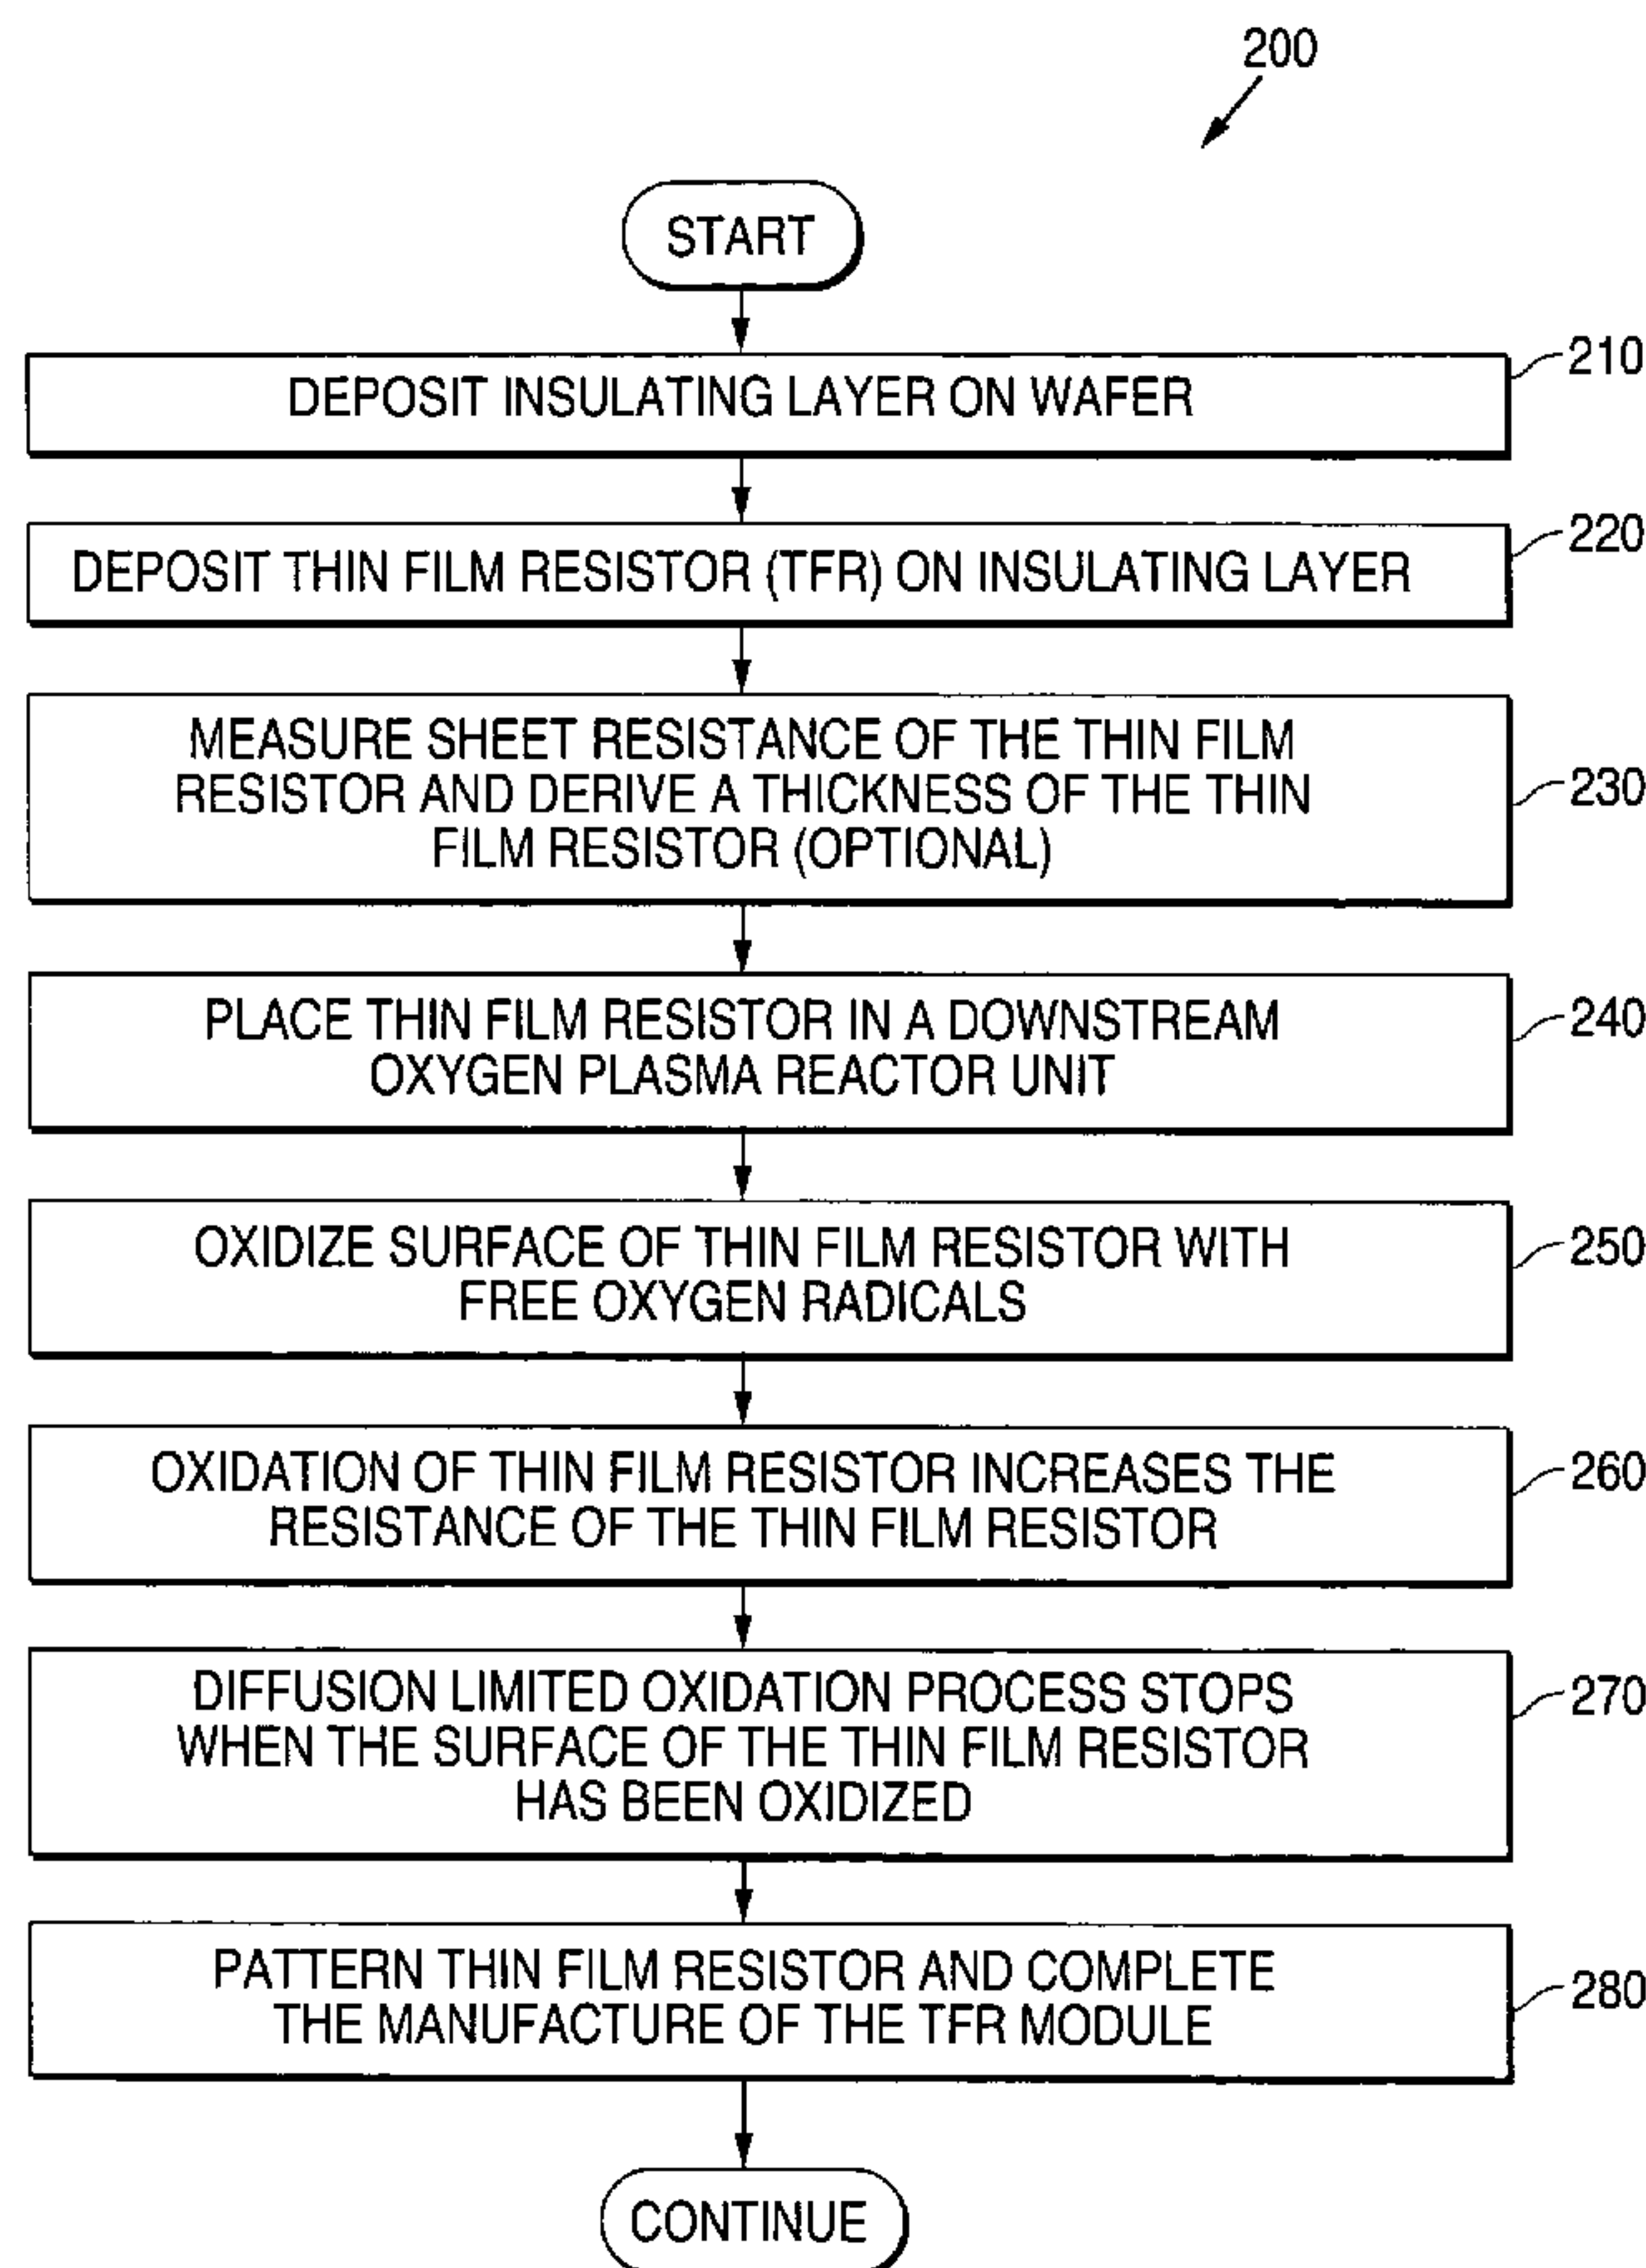 200
START
DEPOSIT INSULATING LAYER ON WAFER
210
DEPOSIT THIN FILM RESISTOR (TFR) ON INSULATING LAYER
220
MEASURE SHEET RESISTANCE OF THE THIN FILM
RESISTOR AND DERIVE A THICKNESS OF THE THIN
FILM RESISTOR (OPTIONAL)
230
PLACE THIN FILM RESISTOR IN A DOWNSTREAM
OXYGEN PLASMA REACTOR UNIT
240
OXIDIZE SURFACE OF THIN FILM RESISTOR WITH
FREE OXYGEN RADICALS
250
OXIDATION OF THIN FILM RESISTOR INCREASES THE
RESISTANCE OF THE THIN FILM RESISTOR
260
DIFFUSION LIMITED OXIDATION PROCESS STOPS
WHEN THE SURFACE OF THE THIN FILM RESISTOR
HAS BEEN OXIDIZED
270
PATTERN THIN FILM RESISTOR AND COMPLETE
THE MANUFACTURE OF THE TFR MODULE
280
CONTINUE